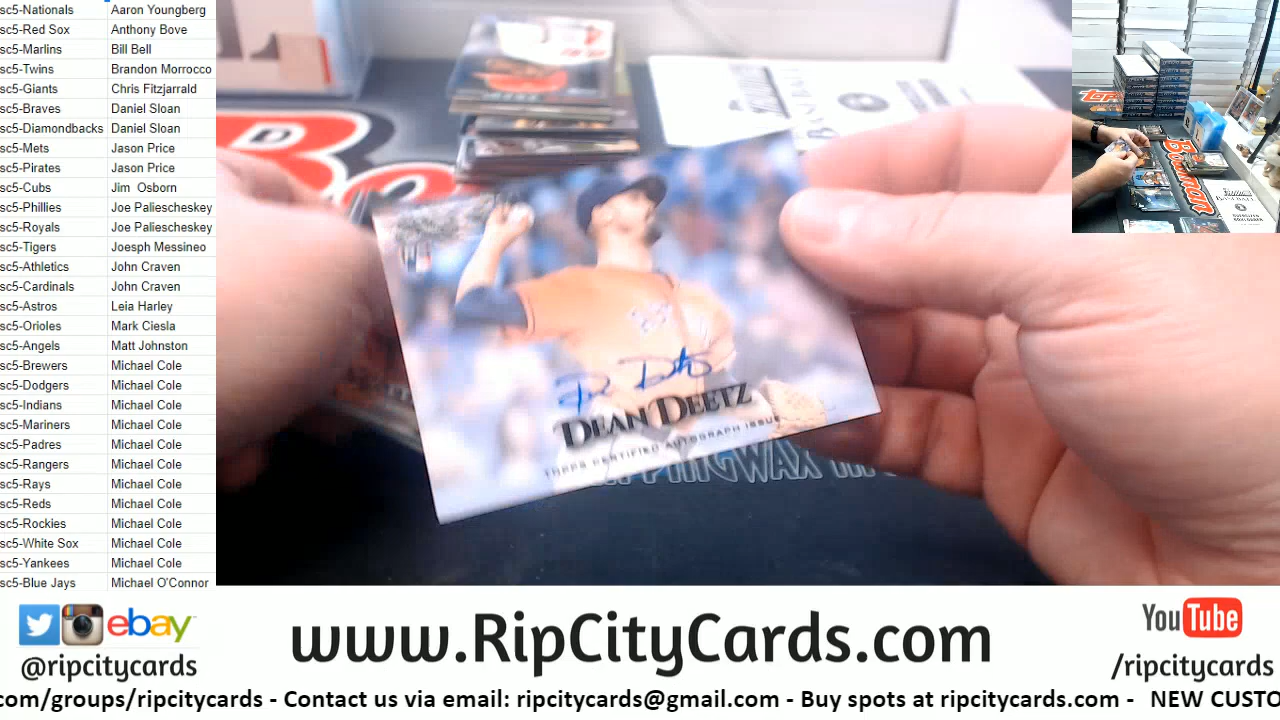 sc5-Nationals Aaron Youngberg
sc5-Red Sox Anthony Bove
sc5-Marlins Bill Bell
sc5-Twins Brandon Morrocco
sc5-Giants Chris Fitzjarrald
sc5-Braves Daniel Sloan
sc5-Diamondbacks Daniel Sloan
sc5-Mets Jason Price
sc5-Pirates Jason Price
sc5-Cubs Jim Osborn
sc5-Phillies Joe Paliescheskey
sc5-Royals Joe Paliescheskey
sc5-Tigers Joesph Messineo
sc5-Athletics John Craven
sc5-Cardinals John Craven
sc5-Astros Leia Harley
sc5-Orioles Mark Ciesla
sc5-Angels Matt Johnston
sc5-Brewers Michael Cole
sc5-Dodgers Michael Cole
sc5-Indians Michael Cole
sc5-Mariners Michael Cole
sc5-Padres Michael Cole
sc5-Rangers Michael Cole
sc5-Rays Michael Cole
sc5-Reds Michael Cole
sc5-Rockies Michael Cole
sc5-White Sox Michael Cole
sc5-Yankees Michael Cole
sc5-Blue Jays Michael O'Connor
DEAN DEETZ
TOPPS CERTIFIED AUTOGRAPH ISSUE
BOWMAN
ebay
@ripcitycards
www.RipCityCards.com
YouTube
/ripcitycards
com/groups/ripcitycards - Contact us via email: ripcitycards@gmail.com - Buy spots at ripcitycards.com - NEW CUSTO